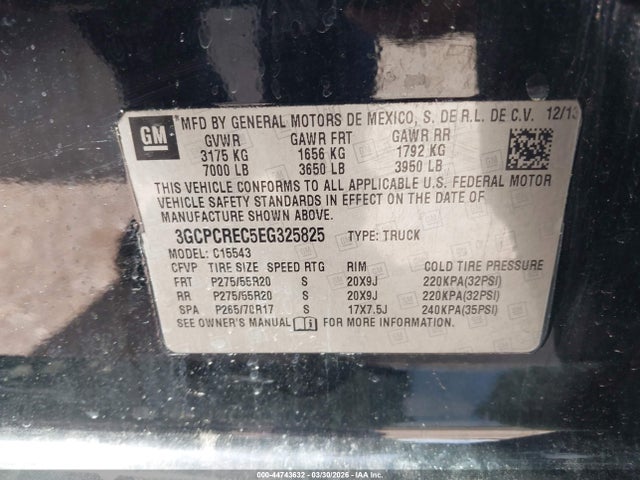 GM
MFD BY GENERAL MOTORS DE MEXICO, S. DE R.L. DE C.V. 12/13
GVWR GAWR FRT GAWR RR
3175 KG 1656 KG 1792 KG
7000 LB 3650 LB 3950 LB
THIS VEHICLE CONFORMS TO ALL APPLICABLE U.S. FEDERAL MOTOR
VEHICLE SAFETY STANDARDS IN EFFECT ON THE DATE OF
MANUFACTURE SHOWN ABOVE.
3GCPCREC5EG325825 TYPE: TRUCK
MODEL: C15543
CFVP TIRE SIZE SPEED RTG RIM COLD TIRE PRESSURE
FRT P275/55R20 S 20X9J 220KPA(32PSI)
RR P275/55R20 S 20X9J 220KPA(32PSI)
SPA P265/70R17 S 17X7.5J 240KPA(35PSI)
SEE OWNER'S MANUAL FOR MORE INFORMATION.
000-44743632 | 03/30/2026 - IAA Chicago